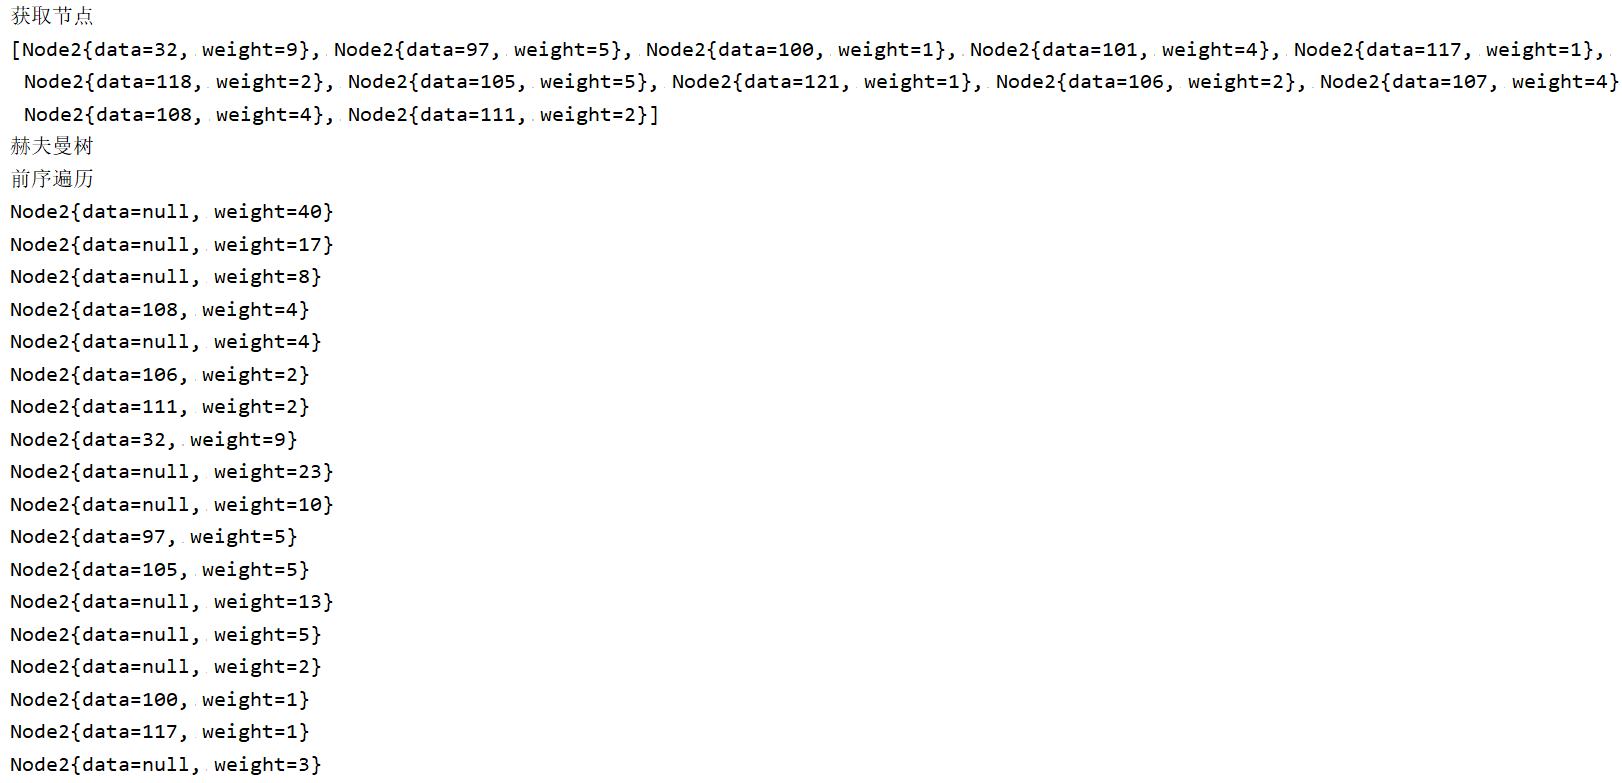 获取节点
[Node2{data=32, weight=9}, Node2{data=97, weight=5}, Node2{data=100, weight=1}, Node2{data=101, weight=4}, Node2{data=117, weight=1},
Node2{data=118, weight=2}, Node2{data=105, weight=5}, Node2{data=121, weight=1}, Node2{data=106, weight=2}, Node2{data=107, weight=4}
Node2{data=108, weight=4}, Node2{data=111, weight=2}]
赫夫曼树
前序遍历
Node2{data=null, weight=40}
Node2{data=null, weight=17}
Node2{data=null, weight=8}
Node2{data=108, weight=4}
Node2{data=null, weight=4}
Node2{data=106, weight=2}
Node2{data=111, weight=2}
Node2{data=32, weight=9}
Node2{data=null, weight=23}
Node2{data=null, weight=10}
Node2{data=97, weight=5}
Node2{data=105, weight=5}
Node2{data=null, weight=13}
Node2{data=null, weight=5}
Node2{data=null, weight=2}
Node2{data=100, weight=1}
Node2{data=117, weight=1}
Node2{data=null, weight=3}